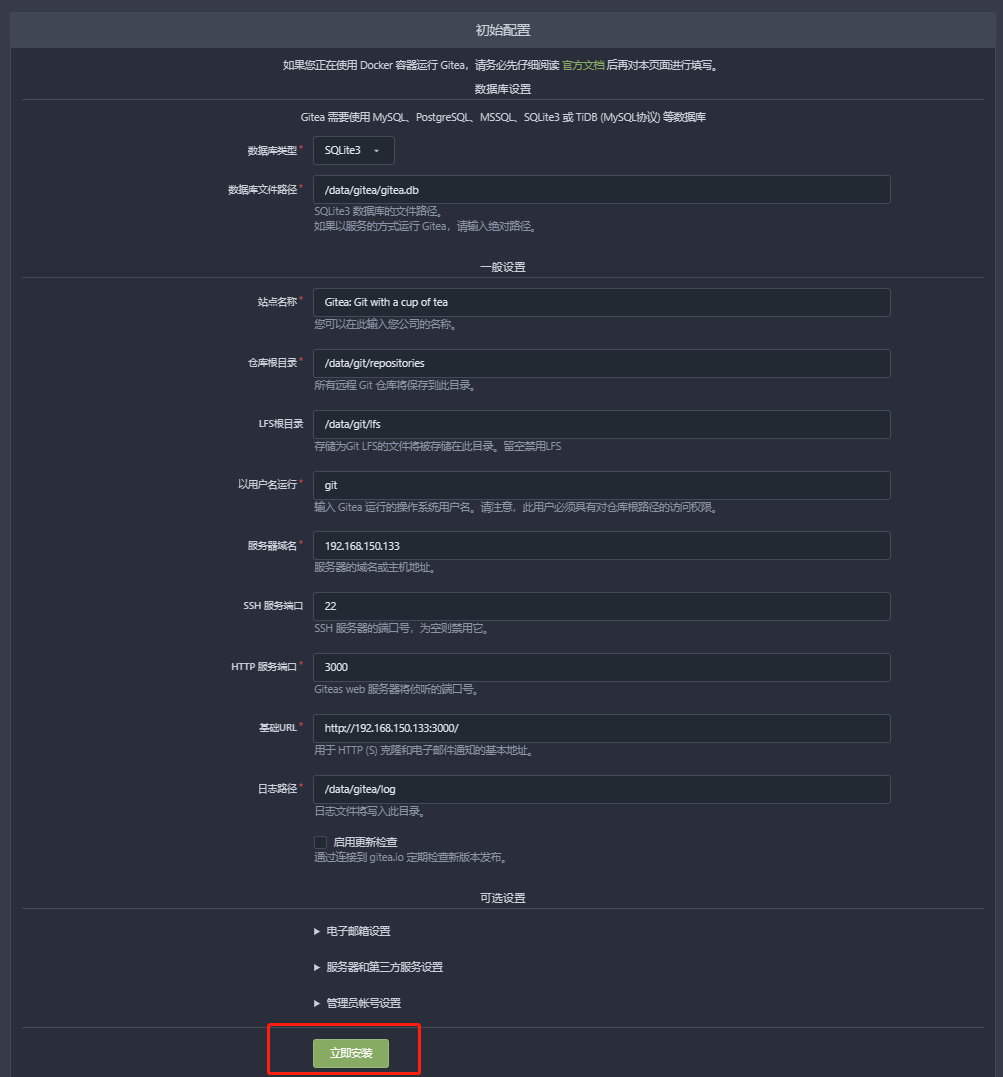 初始配置
如果您正在使用 Docker 容器运行 Gitea，请务必先仔细阅读 官方文档 后再对本页面进行填写。
数据库设置
Gitea 需要使用 MySQL、PostgreSQL、MSSQL、SQLite3 或 TiDB (MySQL协议) 等数据库
数据库类型* SQLite3
数据库文件路径* /data/gitea/gitea.db
SQLite3 数据库的文件路径。
如果以服务的方式运行 Gitea，请输入绝对路径。
一般设置
站点名称* Gitea: Git with a cup of tea
您可以在此输入您公司的名称。
仓库根目录* /data/git/repositories
所有远程 Git 仓库将保存到此目录。
LFS根目录 /data/git/lfs
存储为Git LFS的文件将被存储在此目录。留空禁用LFS
以用户名运行* git
输入 Gitea 运行的操作系统用户名。请注意，此用户必须具有对仓库根路径的访问权限。
服务器域名* 192.168.150.133
服务器的域名或主机地址。
SSH 服务端口 22
SSH 服务器的端口号，为空则禁用它。
HTTP 服务端口* 3000
Giteas web 服务器将侦听的端口号。
基础URL* http://192.168.150.133:3000/
用于 HTTP (S) 克隆和电子邮件通知的基本地址。
日志路径* /data/gitea/log
日志文件将写入此目录。
启用更新检查
通过连接到 gitea.io 定期检查新版本发布。
可选设置
电子邮箱设置
服务器和第三方服务设置
管理员帐号设置
立即安装